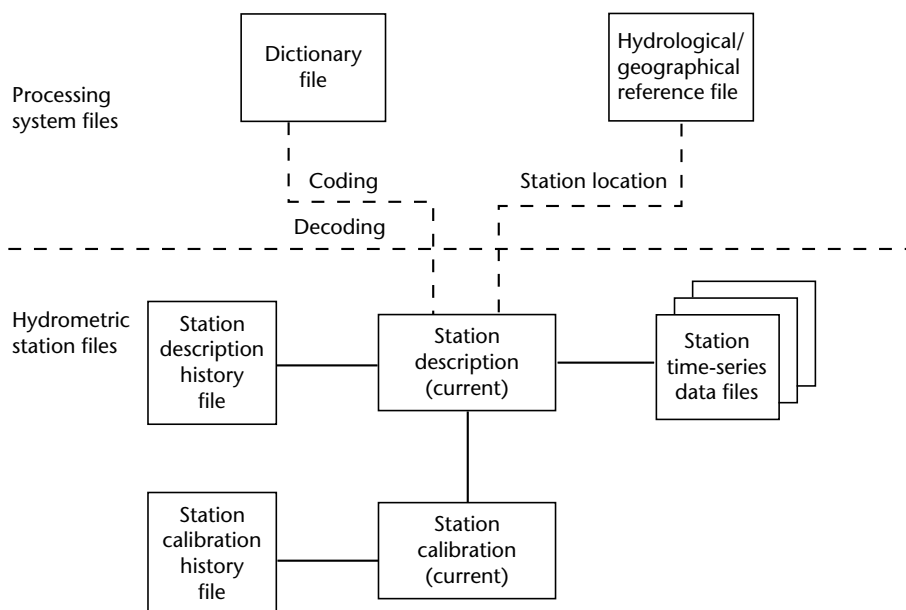 Dictionary
file
Hydrological/
geographical
reference file
Processing
system files
Coding
Station location
Decoding
Hydrometric
station files
Station
description
history
file
Station
description
(current)
Station
time-series
data files
Station
calibration
history
file
Station
calibration
(current)